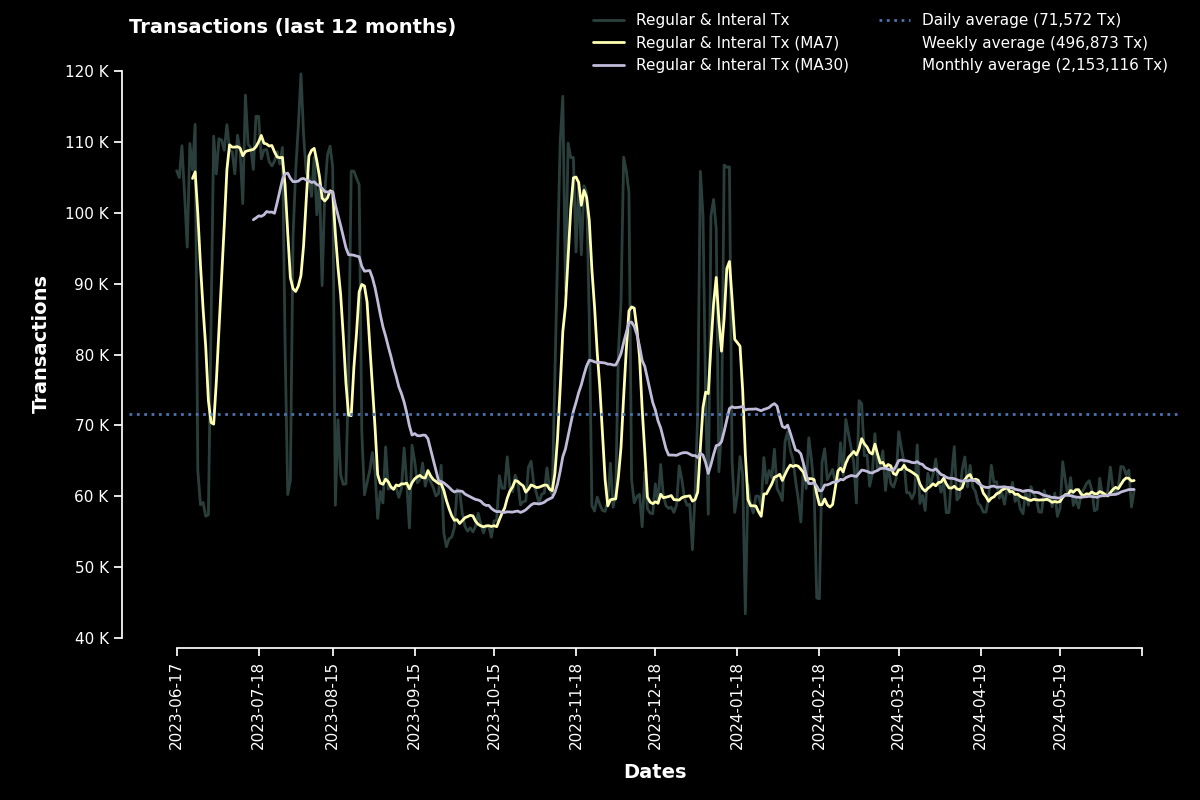 Transactions (last 12 months)
Regular & Interal Tx
Regular & Interal Tx (MA7)
Regular & Interal Tx (MA30)
Daily average (71,572 Tx)
Weekly average (496,873 Tx)
Monthly average (2,153,116 Tx)
120 K
110 K
100 K
90 K
80 K
70 K
60 K
50 K
40 K
Transactions
2023-06-17
2023-07-18
2023-08-15
2023-09-15
2023-10-15
2023-11-18
2023-12-18
2024-01-18
2024-02-18
2024-03-19
2024-04-19
2024-05-19
Dates